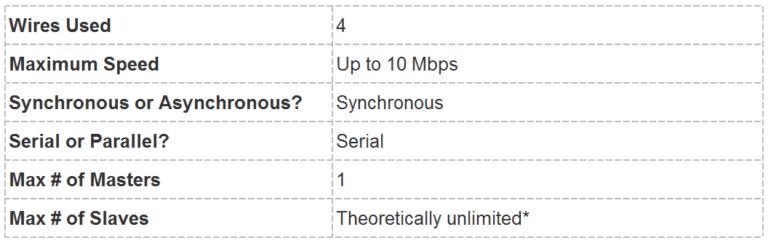 Wires Used 4
Maximum Speed Up to 10 Mbps
Synchronous or Asynchronous? Synchronous
Serial or Parallel? Serial
Max # of Masters 1
Max # of Slaves Theoretically unlimited*